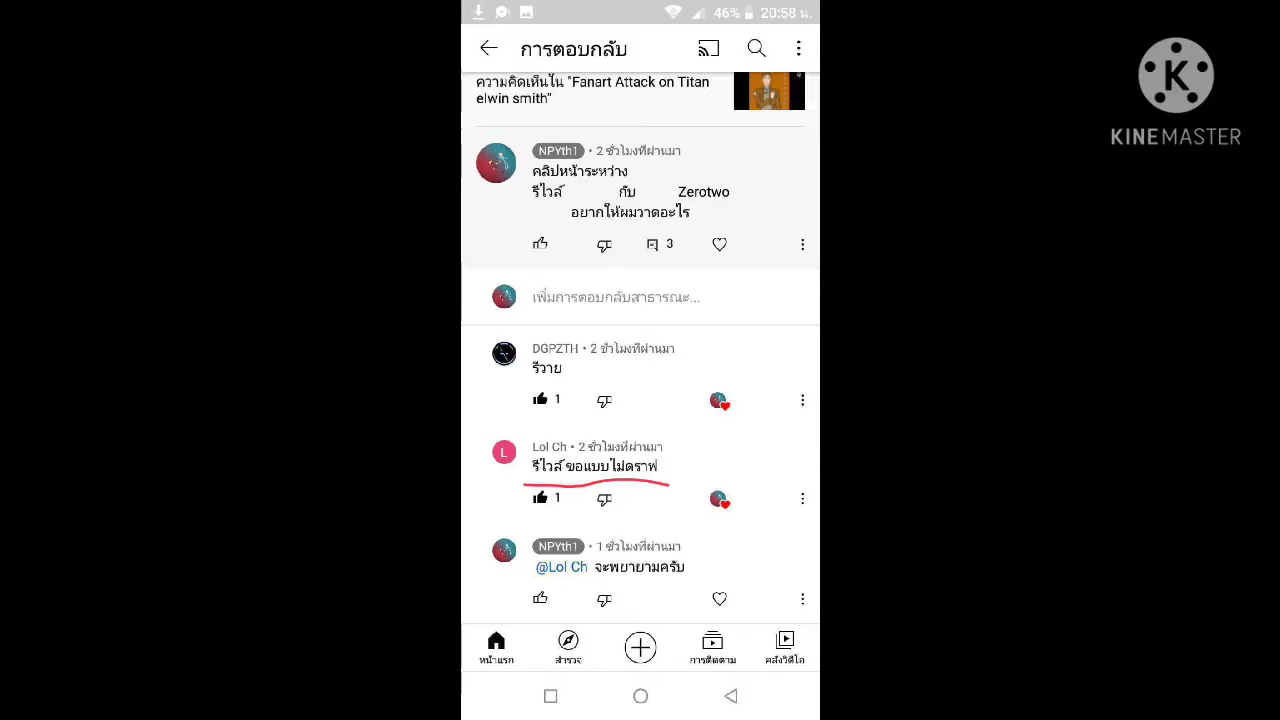 46% 20:58 น.
การตอบกลับ
ความคิดเห็นใน "Fanart Attack on Titan
elwin smith"
NPYth1 • 2 ชั่วโมงที่ผ่านมา
คลิปหน้าระหว่าง
รีไวล์ กับ Zerotwo
อยากให้ผมวาดอะไร
3
เพิ่มการตอบกลับสาธารณะ...
DGPZTH • 2 ชั่วโมงที่ผ่านมา
รีวาย
1
Lol Ch • 2 ชั่วโมงที่ผ่านมา
L
รีไวล์ ขอแบบไม่ดราฟ
1
NPYth1 • 1 ชั่วโมงที่ผ่านมา
@Lol Ch จะพยายามครับ
หน้าแรก สำรวจ การติดตาม คลังวิดีโอ
K
KINEMASTER